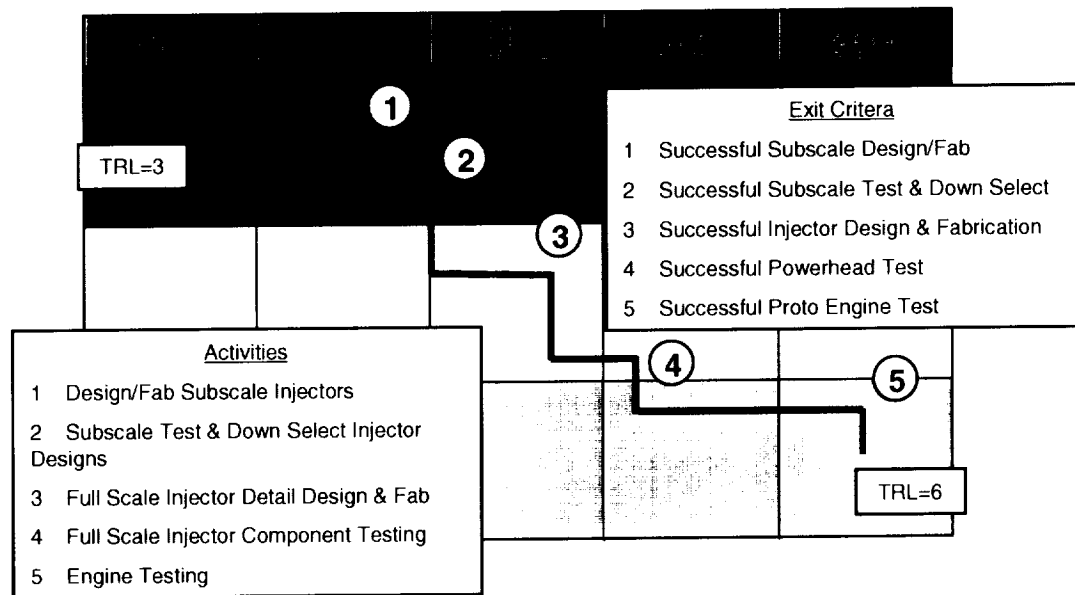 1
2
3
4
5
TRL=3
Exit Critera
1 Successful Subscale Design/Fab
2 Successful Subscale Test & Down Select
3 Successful Injector Design & Fabrication
4 Successful Powerhead Test
5 Successful Proto Engine Test
Activities
1 Design/Fab Subscale Injectors
2 Subscale Test & Down Select Injector
Designs
3 Full Scale Injector Detail Design & Fab
4 Full Scale Injector Component Testing
5 Engine Testing
TRL=6